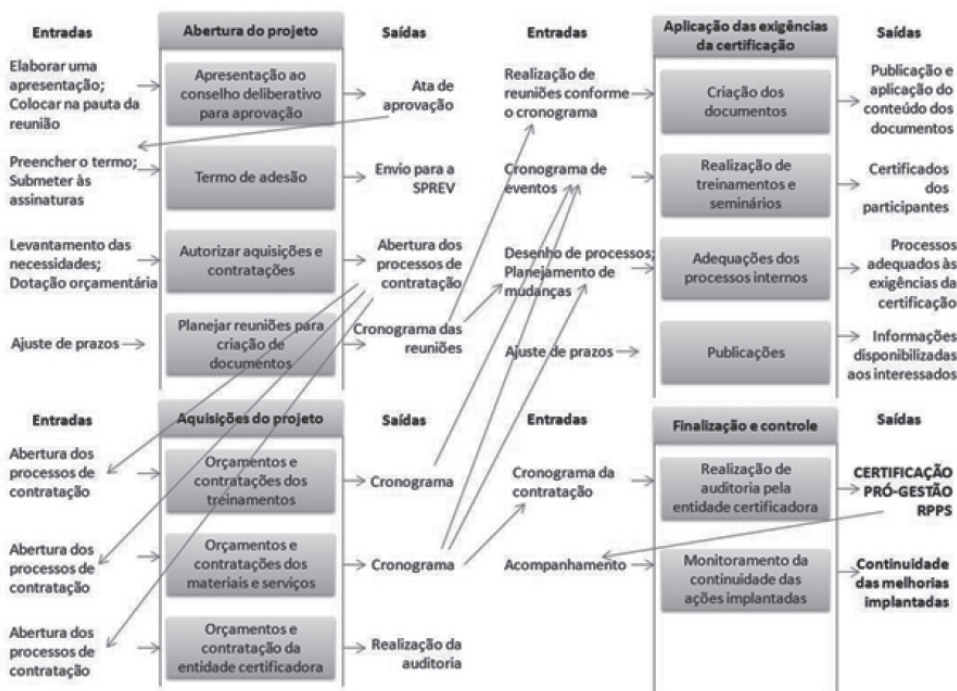 Entradas
Abertura do projeto
Saídas
Elaborar uma
apresentação;
Colocar na pauta da
reunião
Apresentação ao
conselho deliberativo
para aprovação
Ata de
aprovação
Preencher o termo;
Submeter às
assinaturas
Termo de adesão
Envio para a
SPREV
Levantamento das
necessidades;
Dotação orçamentária
Autorizar aquisições e
contratações
Abertura dos
processos de
contratação
Ajuste de prazos
Planejar reuniões para
criação de
documentos
Cronograma das
reuniões
Entradas
Aplicação das exigências
da certificação
Saídas
Realização de
reuniões conforme
o cronograma
Criação dos
documentos
Publicação e
aplicação do
conteúdo dos
documentos
Cronograma de
eventos
Realização de
treinamentos e
seminários
Certificados
dos
participantes
Desenho de processos;
Planejamento de
mudanças
Adequações dos
processos internos
Processos
adequados às
exigências da
certificação
Ajuste de prazos
Publicações
Informações
disponibilizadas
aos interessados
Entradas
Aquisições do projeto
Saídas
Abertura dos
processos de
contratação
Orçamentos e
contratações dos
treinamentos
Cronograma
Abertura dos
processos de
contratação
Orçamentos e
contratações dos
materiais e serviços
Cronograma
Abertura dos
processos de
contratação
Orçamentos e
contratação da
entidade certificadora
Realização da
auditoria
Entradas
Finalização e controle
Saídas
Cronograma da
contratação
Realização de
auditoria pela
entidade certificadora
CERTIFICAÇÃO
PRÓ-GESTÃO
RPPS
Acompanhamento
Monitoramento da
continuidade das
ações implantadas
Continuidade
das melhorias
implantadas